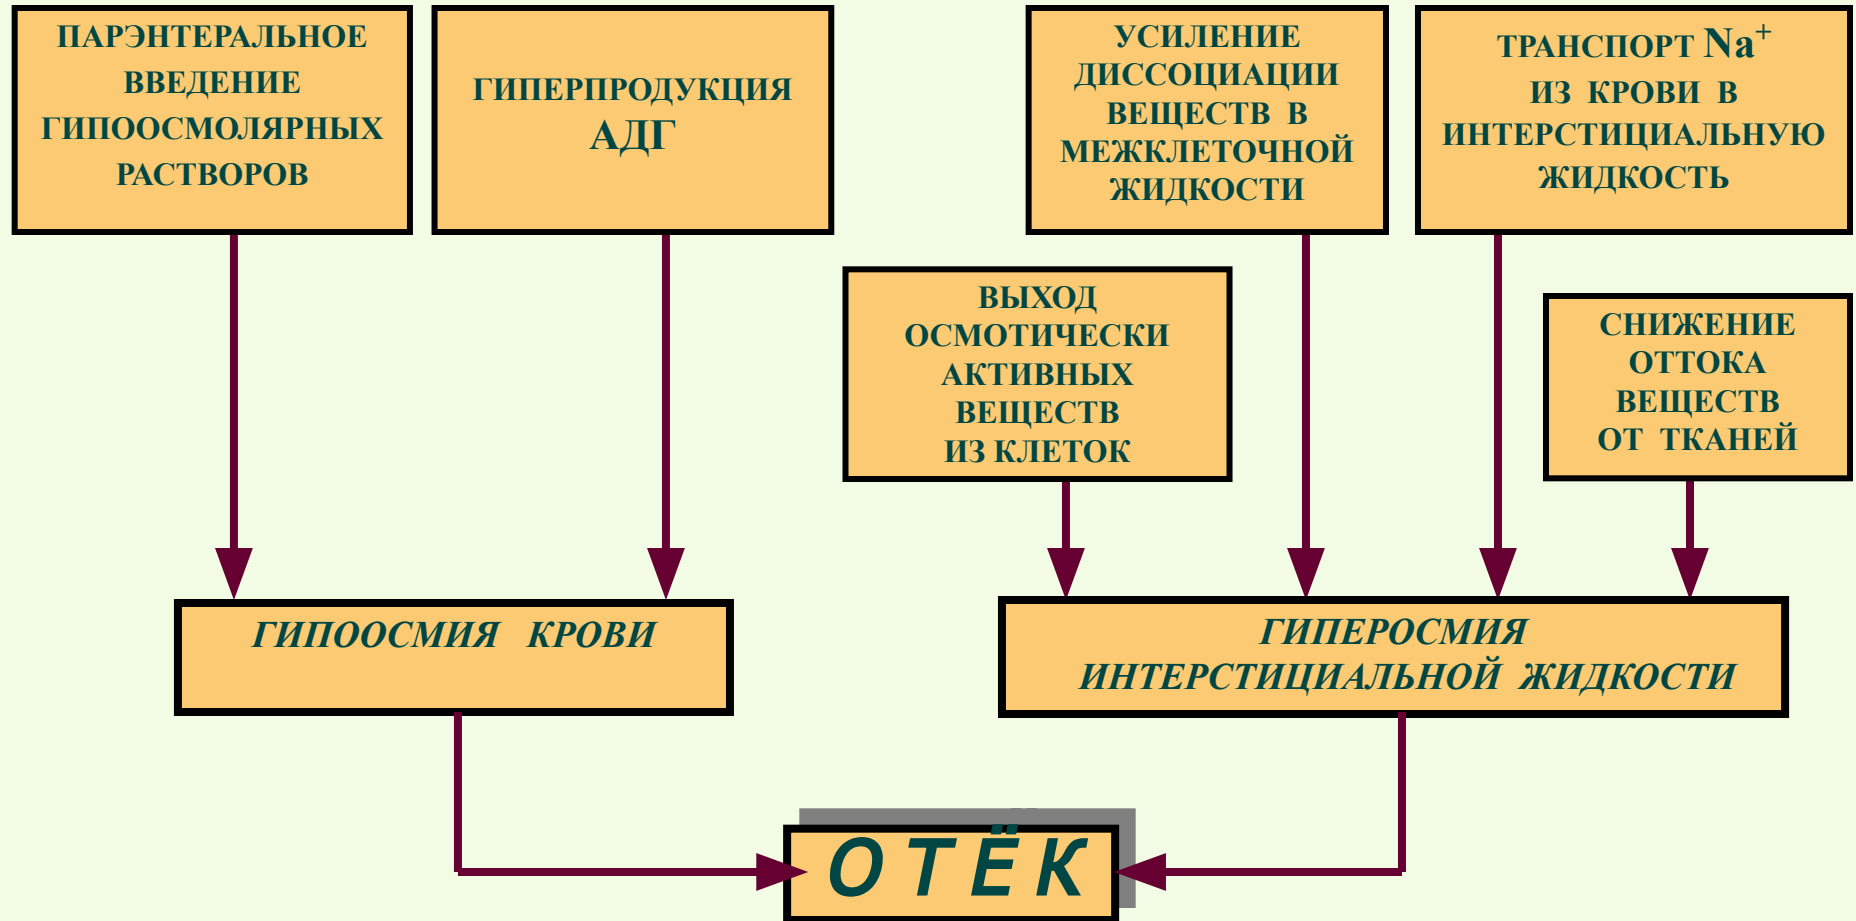 ПАРЭНТЕРАЛЬНОЕ
ВВЕДЕНИЕ
ГИПООСМОЛЯРНЫХ
РАСТВОРОВ
ГИПЕРПРОДУКЦИЯ
АДГ
УСИЛЕНИЕ
ДИССОЦИАЦИИ
ВЕЩЕСТВ В
МЕЖКЛЕТОЧНОЙ
ЖИДКОСТИ
ТРАНСПОРТ Na⁺
ИЗ КРОВИ В
ИНТЕРСТИЦИАЛЬНУЮ
ЖИДКОСТЬ
ВЫХОД
ОСМОТИЧЕСКИ
АКТИВНЫХ
ВЕЩЕСТВ
ИЗ КЛЕТОК
СНИЖЕНИЕ
ОТТОКА
ВЕЩЕСТВ
ОТ ТКАНЕЙ
ГИПООСМИЯ КРОВИ
ГИПЕРОСМИЯ
ИНТЕРСТИЦИАЛЬНОЙ ЖИДКОСТИ
ОТЁК